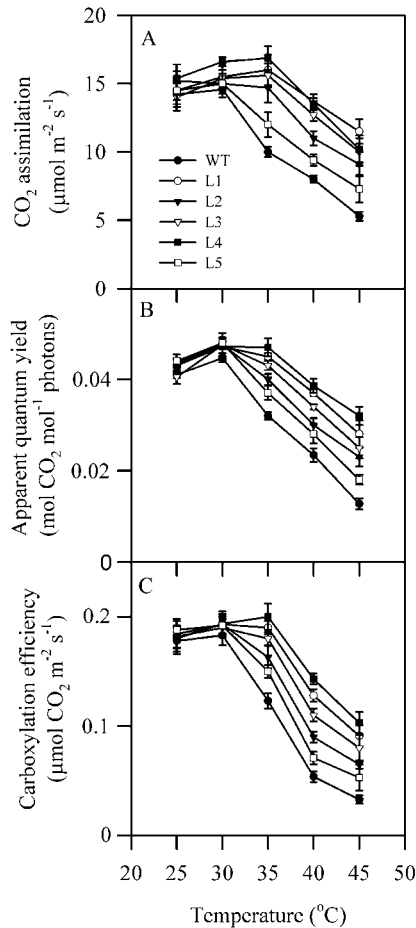 A
20
15
10
5
0
CO2 assimilation
(µmol m-2 s-1)
WT
L1
L2
L3
L4
L5
B
0.04
0.02
0
Apparent quantum yield
(mol CO2 mol-1 photons)
C
0.2
0.1
0
Carboxylation efficiency
(µmol CO2 m-2 s-1)
20 25 30 35 40 45 50
Temperature (°C)